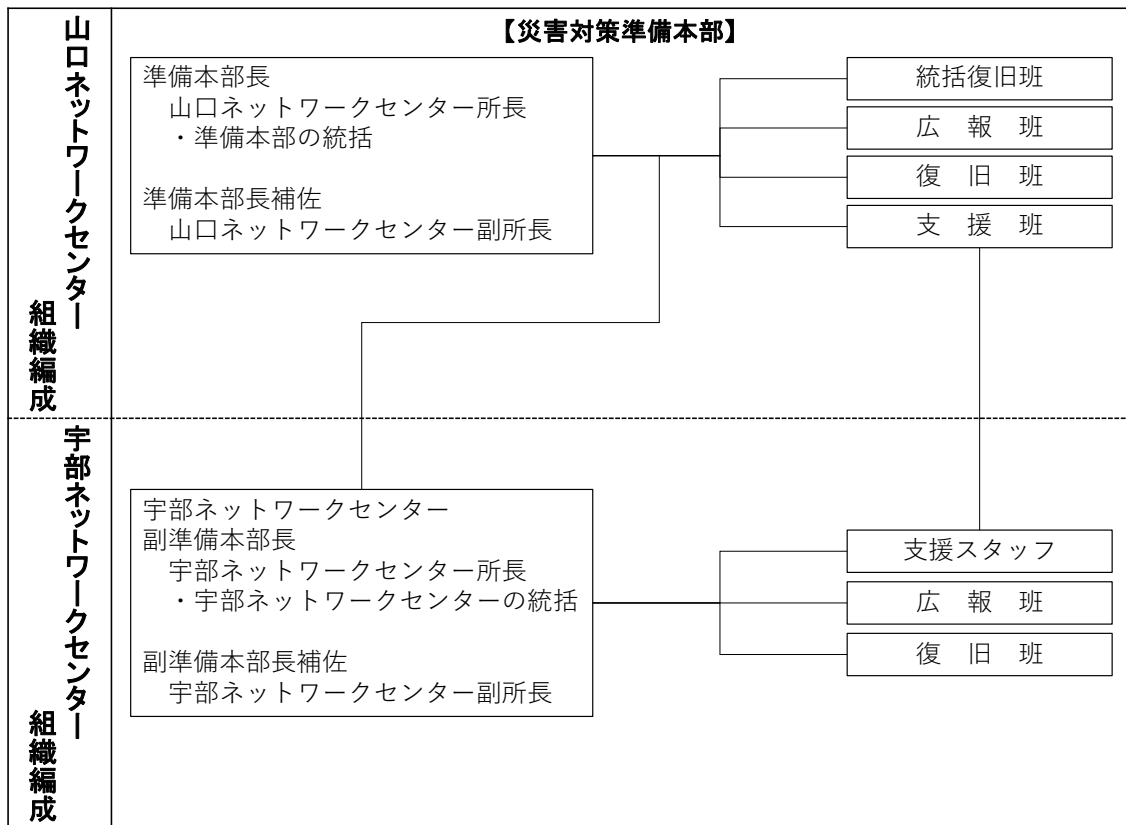 山口ネットワークセンター
組織編成
【災害対策準備本部】
準備本部長
山口ネットワークセンター所長
・準備本部の統括
準備本部長補佐
山口ネットワークセンター副所長
統括復旧班
広　報　班
復　旧　班
支　援　班
宇部ネットワークセンター
組織編成
宇部ネットワークセンター
副準備本部長
宇部ネットワークセンター所長
・宇部ネットワークセンターの統括
副準備本部長補佐
宇部ネットワークセンター副所長
支援スタッフ
広　報　班
復　旧　班